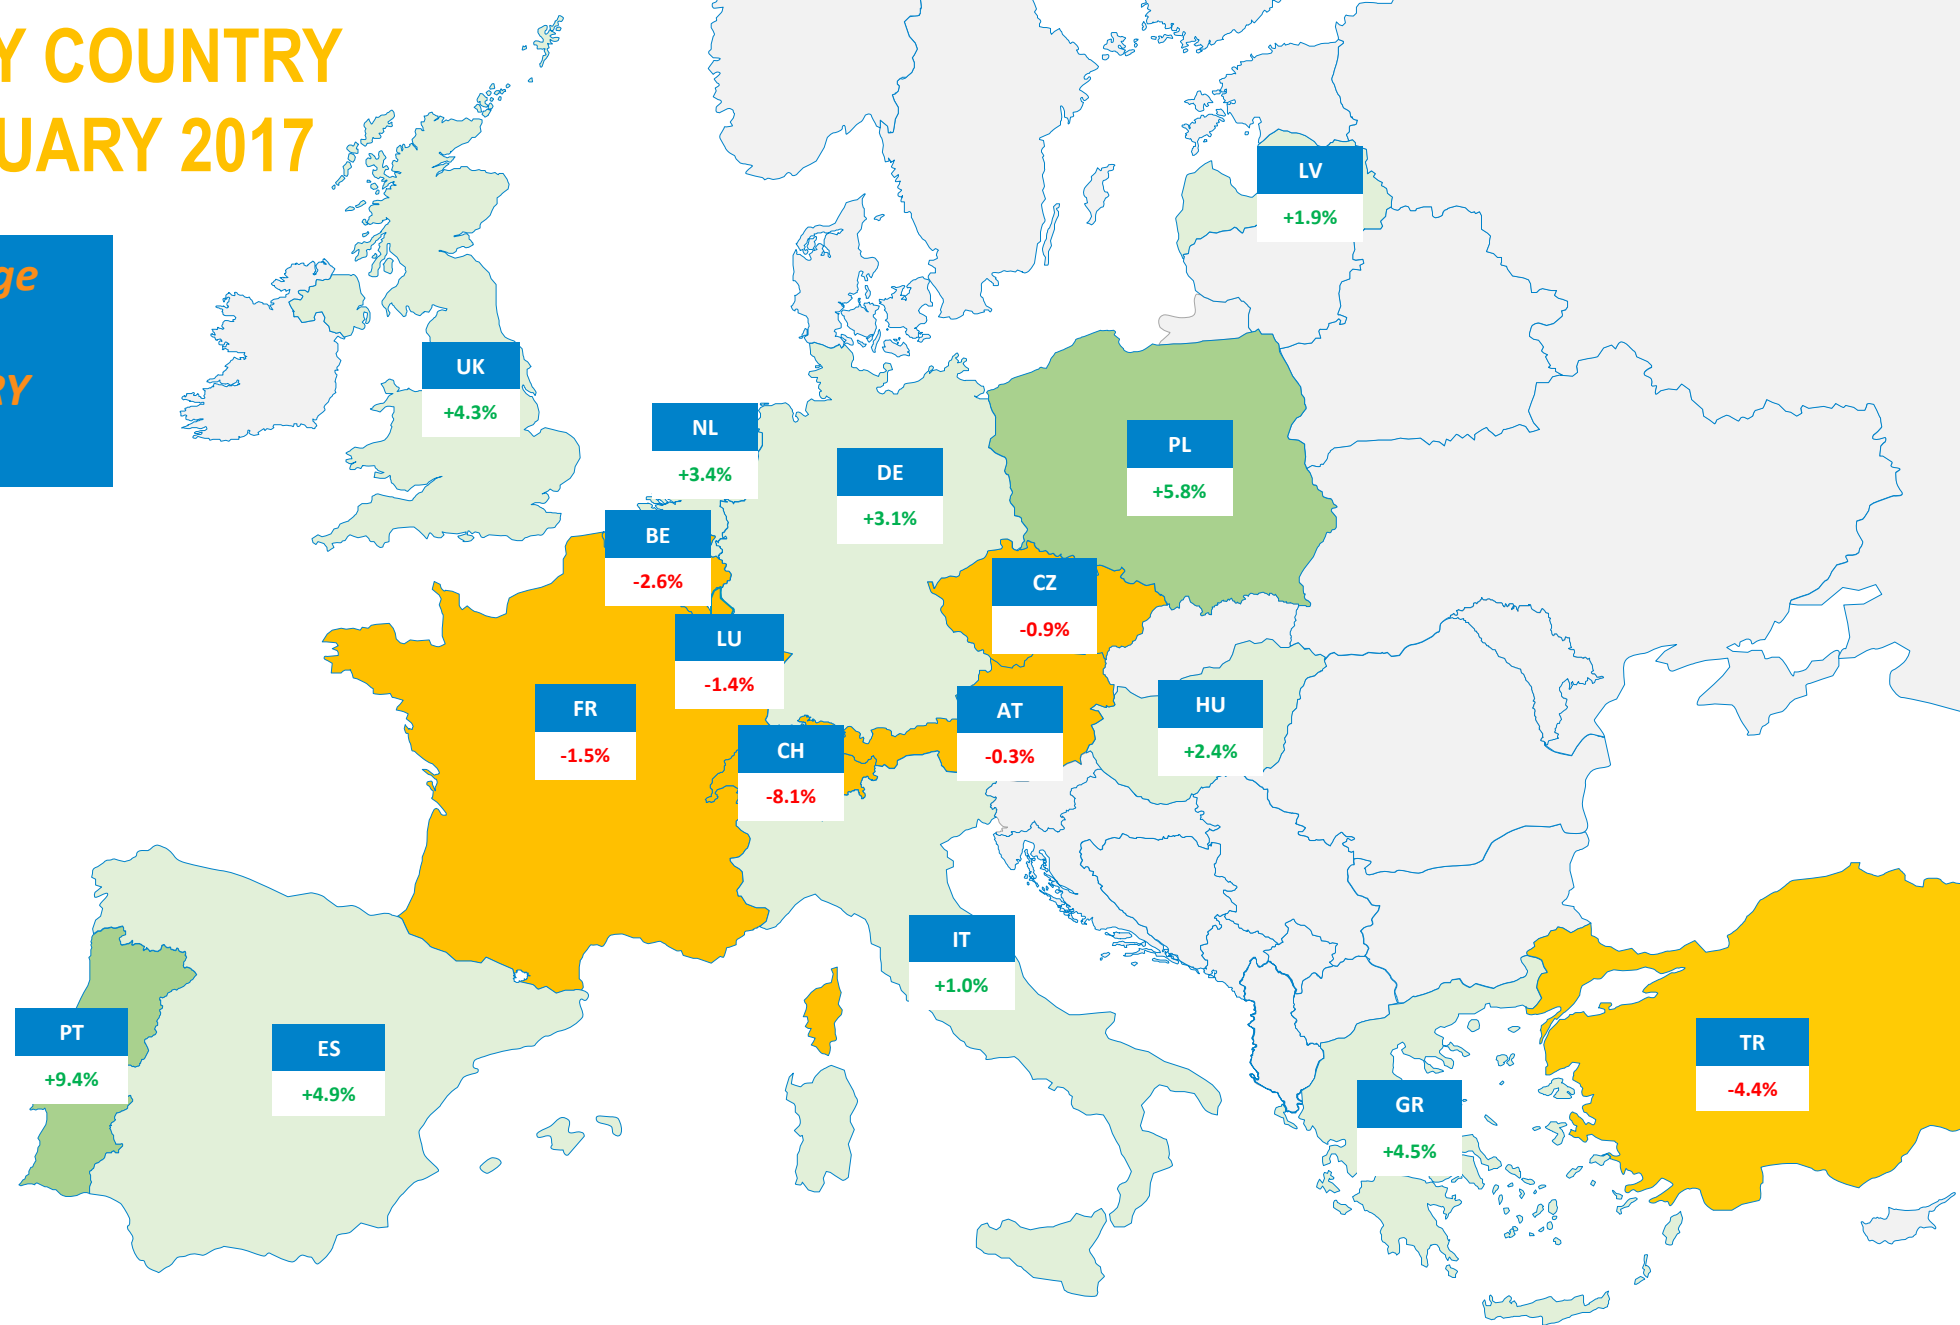 Y COUNTRY
UARY 2017
ge
RY
LV
+1.9%
UK
+4.3%
NL
+3.4%
PL
+5.8%
DE
+3.1%
BE
-2.6%
CZ
-0.9%
LU
-1.4%
FR
-1.5%
AT
-0.3%
HU
+2.4%
CH
-8.1%
IT
+1.0%
PT
+9.4%
ES
+4.9%
TR
-4.4%
GR
+4.5%